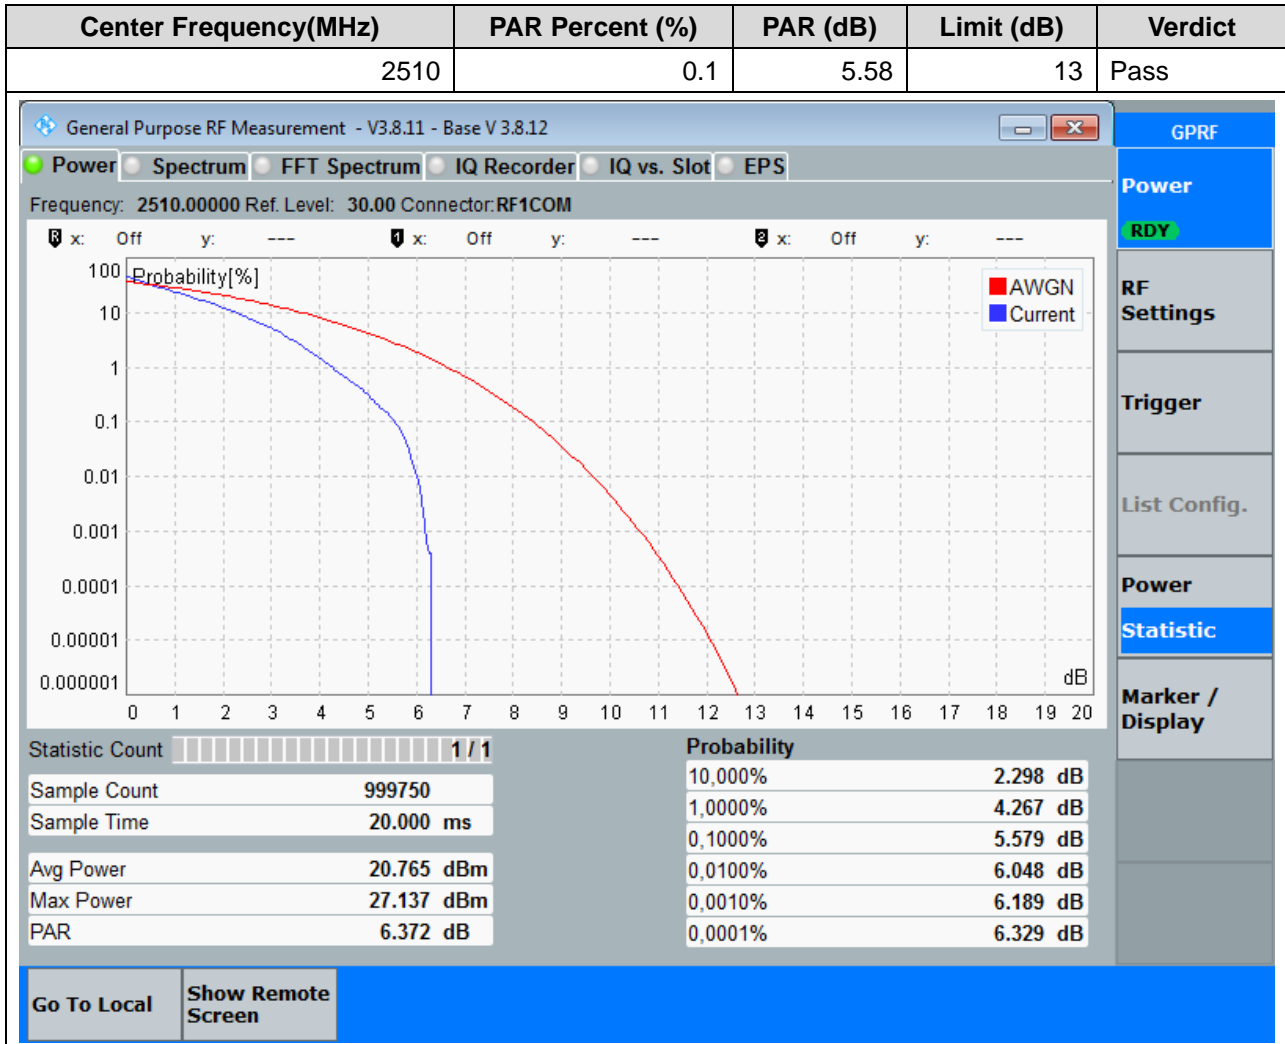 Center Frequency(MHz) PAR Percent (%) PAR (dB) Limit (dB) Verdict
2510 0.1 5.58 13 Pass
General Purpose RF Measurement - V3.8.11 - Base V 3.8.12
GPRF
Power Spectrum FFT Spectrum IQ Recorder IQ vs. Slot EPS
Power
RDY
Frequency: 2510.00000 Ref. Level: 30.00 Connector:RF1COM
R x: Off y: --- 1 x: Off y: --- 2 x: Off y: ---
Probability[%]
AWGN
Current
100
10
1
0.1
0.01
0.001
0.0001
0.00001
0.000001
dB
0 1 2 3 4 5 6 7 8 9 10 11 12 13 14 15 16 17 18 19 20
RF
Settings
Trigger
List Config.
Power
Statistic
Marker /
Display
Statistic Count 1 / 1
Sample Count 999750
Sample Time 20.000 ms
Avg Power 20.765 dBm
Max Power 27.137 dBm
PAR 6.372 dB
Probability
10,000% 2.298 dB
1,0000% 4.267 dB
0,1000% 5.579 dB
0,0100% 6.048 dB
0,0010% 6.189 dB
0,0001% 6.329 dB
Go To Local
Show Remote
Screen